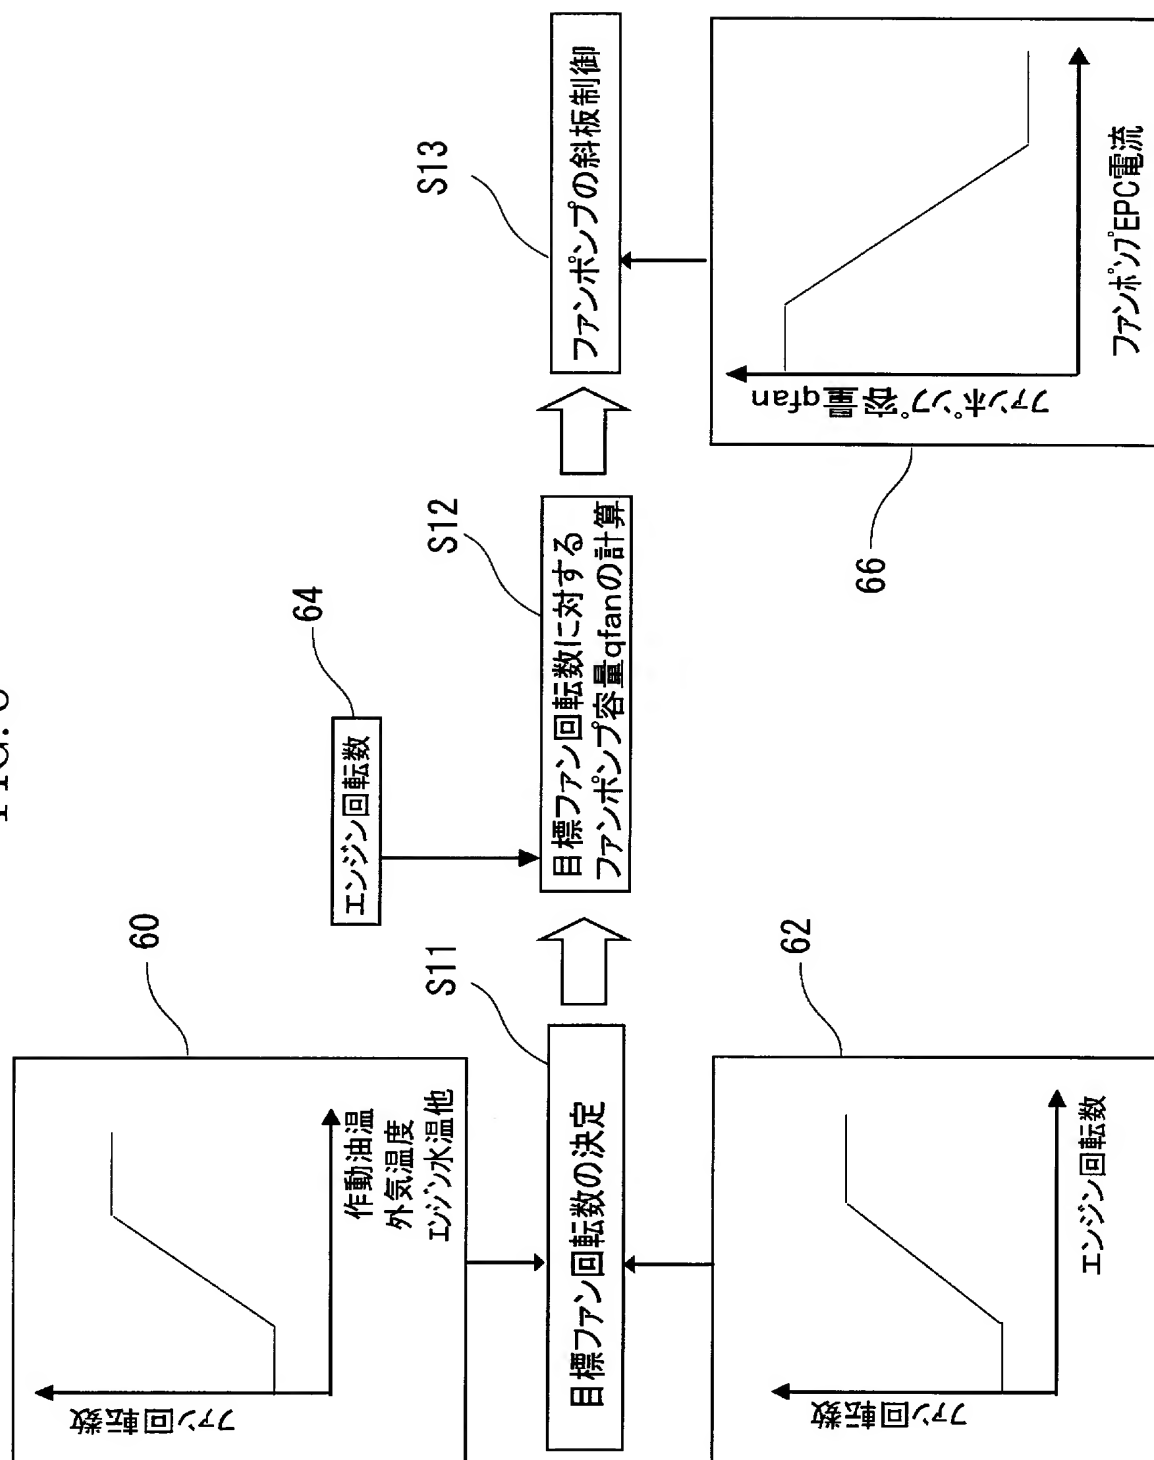 60
ファン回転数
作動油温
外気温度
エンジン水温他
S11
目標ファン回転数の決定
62
ファン回転数
エンジン回転数
64
エンジン回転数
S12
目標ファン回転数に対する
ファンポンプ容量qfanの計算
S13
ファンポンプの斜板制御
66
ファンポンプ容量qfan
ファンポンプEPC電流